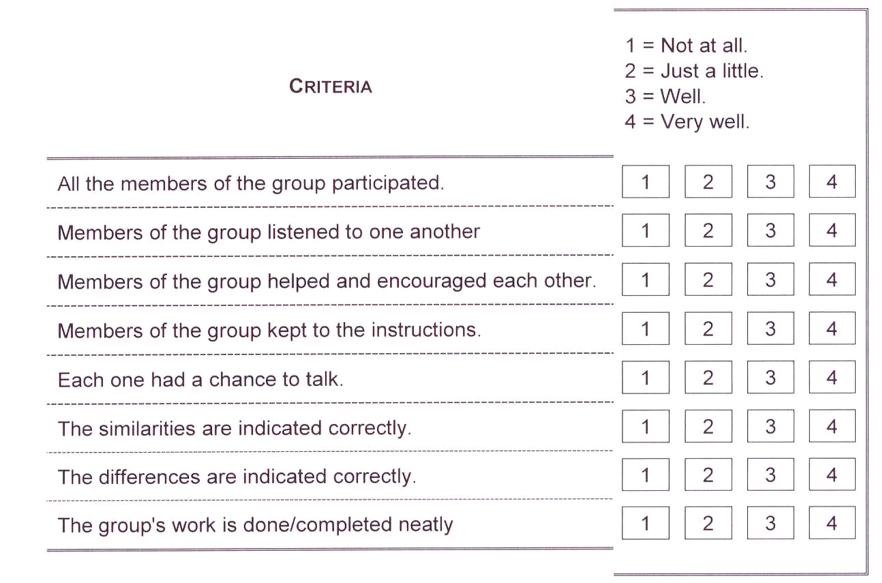 1 = Not at all.
2 = Just a little.
CRITERIA
3 = Well.
4 = Very well.
All the members of the group participated. 1 2 3 4
Members of the group listened to one another 1 2 3 4
Members of the group helped and encouraged each other. 1 2 3 4
Members of the group kept to the instructions. 1 2 3 4
Each one had a chance to talk. 1 2 3 4
The similarities are indicated correctly. 1 2 3 4
The differences are indicated correctly. 1 2 3 4
The group's work is done/completed neatly 1 2 3 4